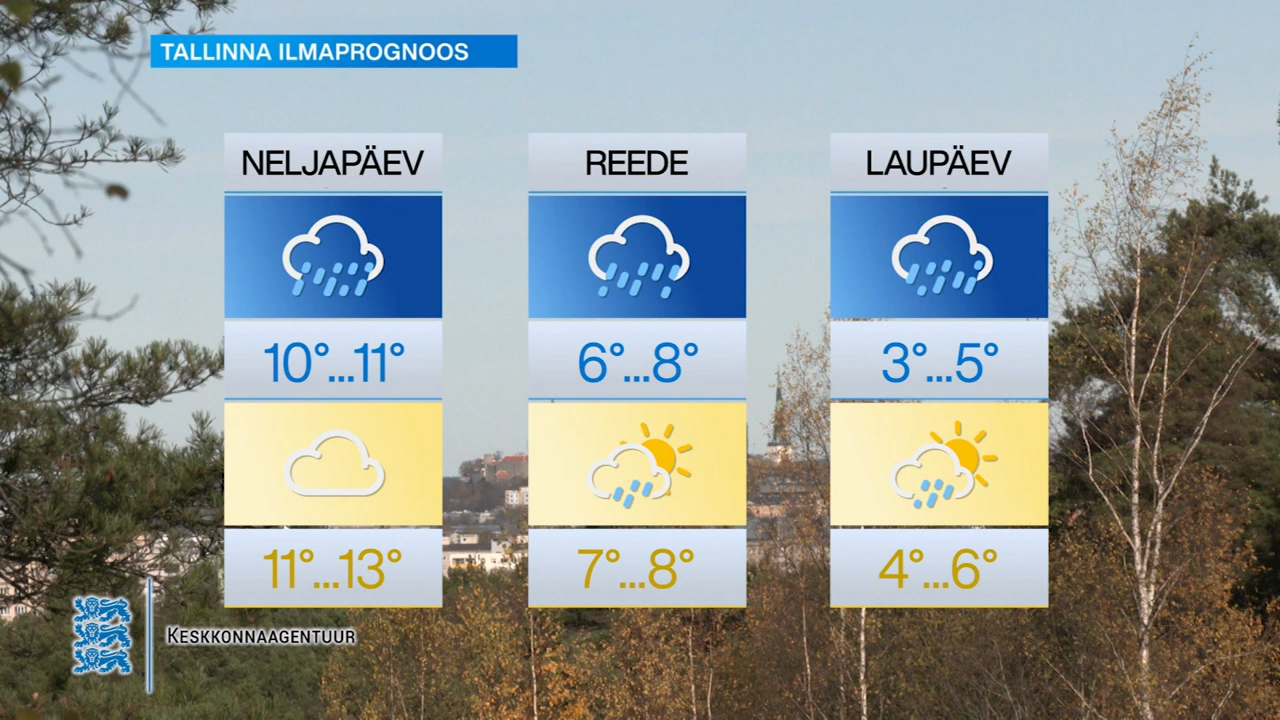 TALLINNA ILMAPROGNOOS
NELJAPÄEV
10°...11°
11°...13°
REEDE
6°...8°
7°...8°
LAUPÄEV
3°...5°
4°...6°
KESKKONNAAGENTUUR